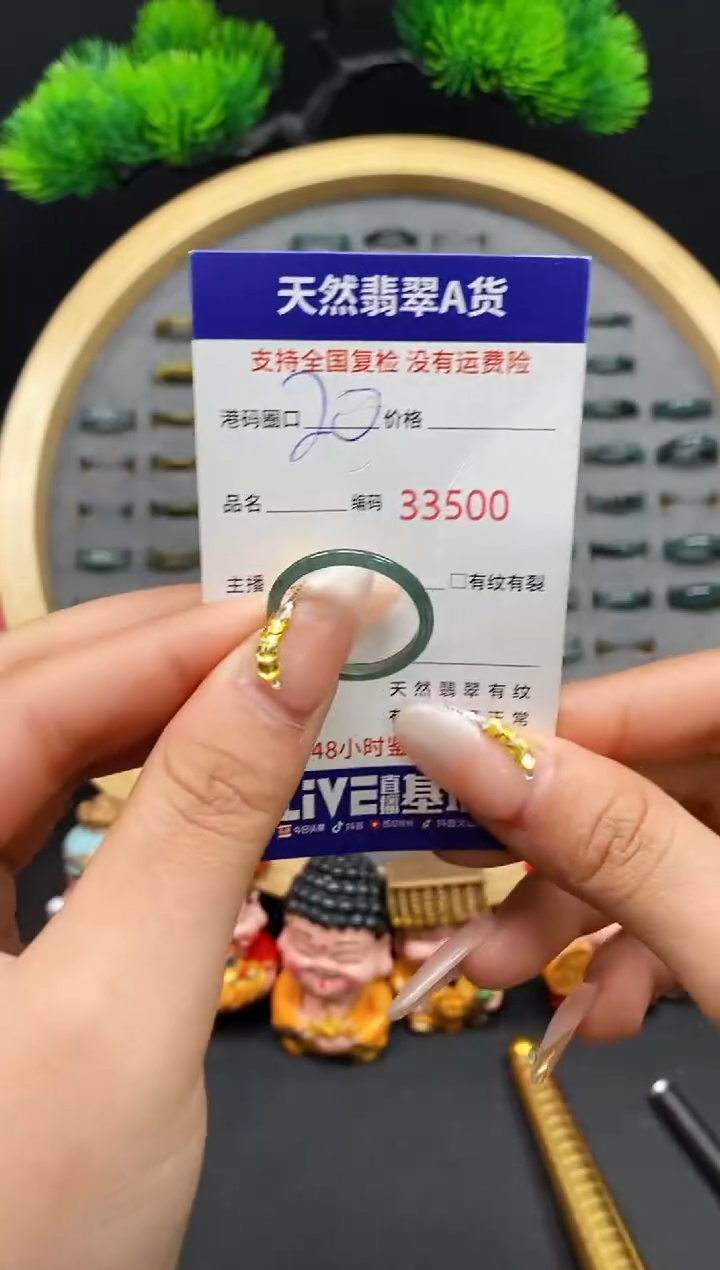 天然翡翠A货
支持全国复检 没有运费险
港码圈口 20 价格
品名 编码 33500
主播 □有纹有裂
天然翡翠有纹
正常
48小时鉴
LiVE直播基地
今日头条 抖音